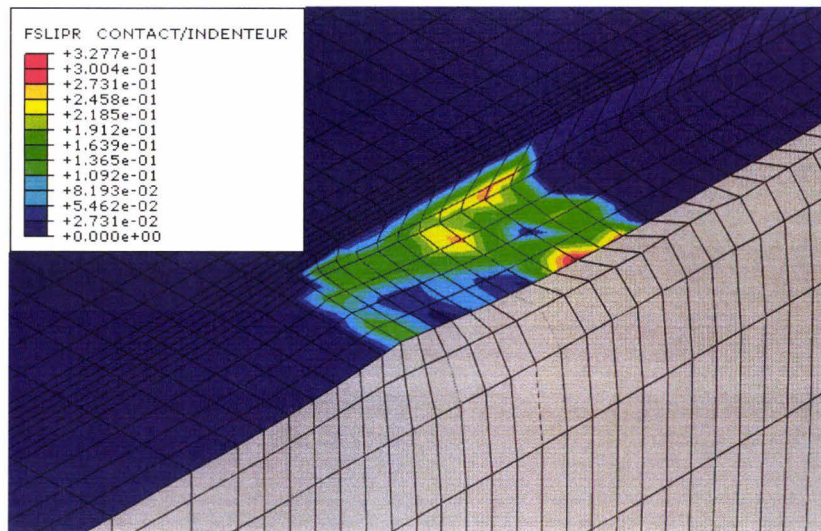 FSLIPR CONTACT/INDENTEUR
+3.277e-01
+3.004e-01
+2.731e-01
+2.458e-01
+2.185e-01
+1.912e-01
+1.639e-01
+1.365e-01
+1.092e-01
+8.193e-02
+5.462e-02
+2.731e-02
+0.000e+00